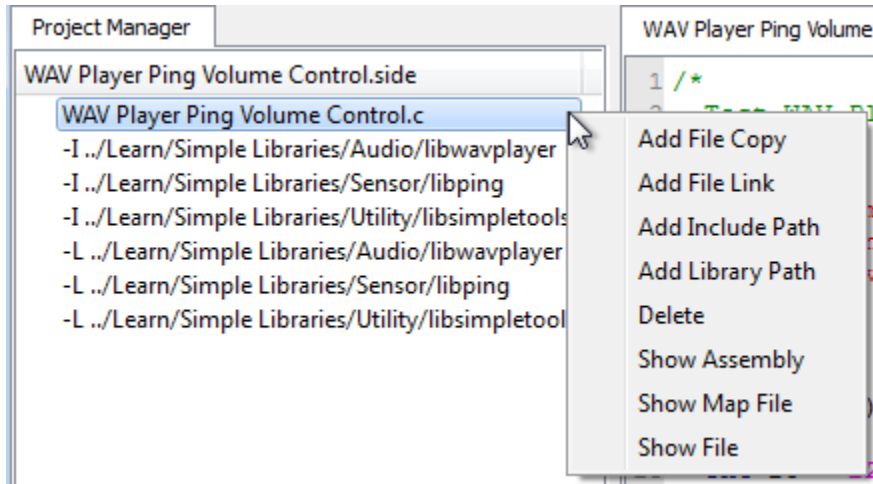 Project Manager
WAV Player Ping Volume Control.side
WAV Player Ping Volume Control.c
-I ../Learn/Simple Libraries/Audio/libwavplayer
-I ../Learn/Simple Libraries/Sensor/libping
-I ../Learn/Simple Libraries/Utility/libsimpletools
-L ../Learn/Simple Libraries/Audio/libwavplayer
-L ../Learn/Simple Libraries/Sensor/libping
-L ../Learn/Simple Libraries/Utility/libsimpletool
WAV Player Ping Volume
1 /*
Add File Copy
Add File Link
Add Include Path
Add Library Path
Delete
Show Assembly
Show Map File
Show File